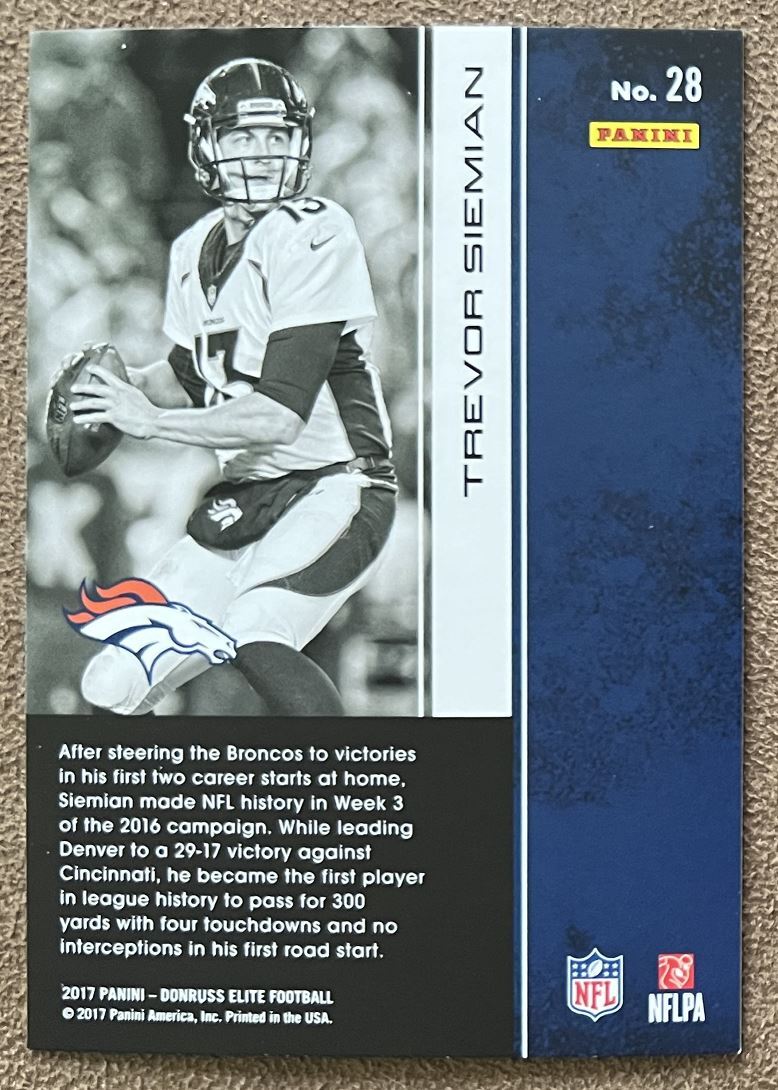 No. 28
PANINI
TREVOR SIEMIAN
13
BRONCOS
13
NFL
After steering the Broncos to victories
in his first two career starts at home,
Siemian made NFL history in Week 3
of the 2016 campaign. While leading
Denver to a 29-17 victory against
Cincinnati, he became the first player
in league history to pass for 300
yards with four touchdowns and no
interceptions in his first road start.
2017 PANINI – DONRUSS ELITE FOOTBALL
© 2017 Panini America, Inc. Printed in the USA.
NFL
NFLPA